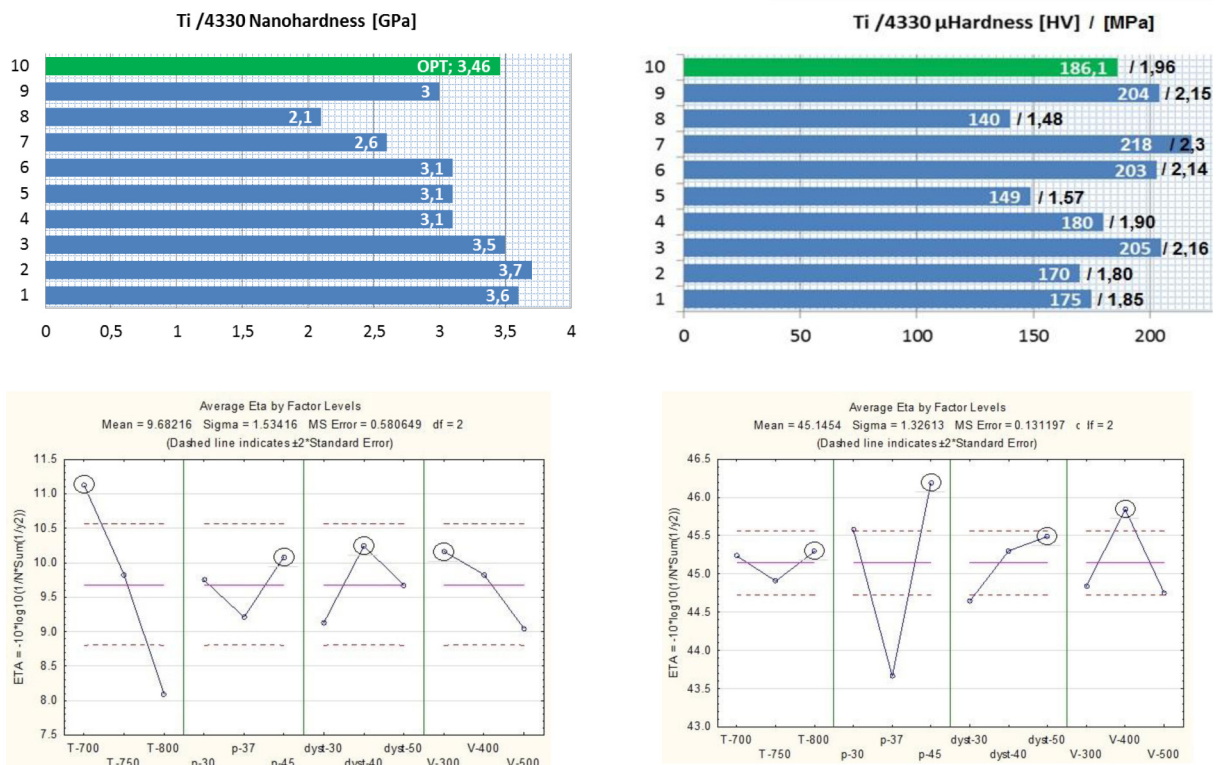 Ti /4330 Nanohardness [GPa]
10 OPT; 3,46
9 3
8 2,1
7 2,6
6 3,1
5 3,1
4 3,1
3 3,5
2 3,7
1 3,6
0 0,5 1 1,5 2 2,5 3 3,5 4
Ti /4330 µHardness [HV] / [MPa]
10 186,1 / 1,96
9 204 / 2,15
8 140 / 1,48
7 218 / 2,3
6 203 / 2,14
5 149 / 1.57
4 180 / 1,90
3 205 / 2,16
2 170 / 1,80
1 175 / 1,85
0 50 100 150 200
Average Eta by Factor Levels
Mean = 9.68216 Sigma = 1.53416 MS Error = 0.580649 df = 2
(Dashed line indicates ±2*Standard Error)
ETA = -10*log10(1/N*Sum(1/y2))
11.5
11.0
10.5
10.0
9.5
9.0
8.5
8.0
7.5
T-700 T-800 p-37 dyst-30 dyst-50 V-400
T-750 p-30 p-45 dyst-40 V-300 V-500
Average Eta by Factor Levels
Mean = 45.1454 Sigma = 1.32613 MS Error = 0.131197 c lf = 2
(Dashed line indicates ±2*Standard Error)
ETA = -10*log10(1/N*Sum(1/y2))
46.5
46.0
45.5
45.0
44.5
44.0
43.5
43.0
T-700 T-800 p-37 dyst-30 dyst-50 V-400
T-750 p-30 p-45 dyst-40 V-300 V-500